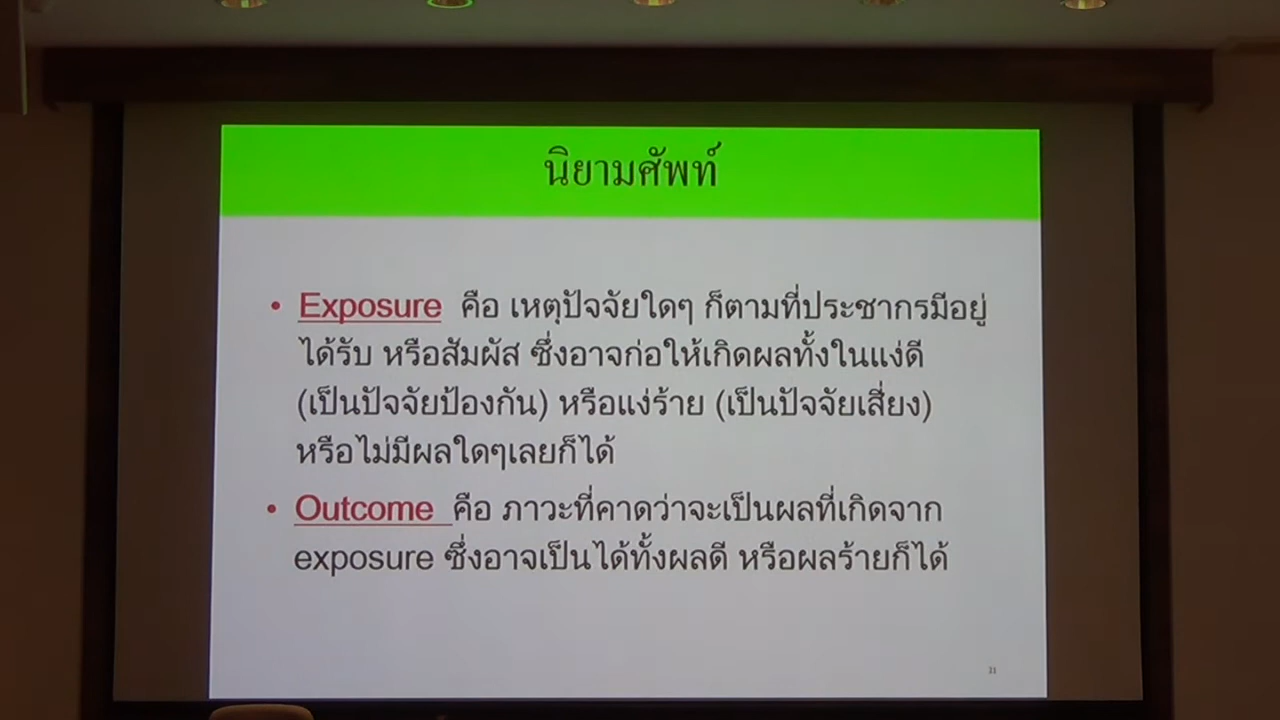 นิยามศัพท์
• Exposure คือ เหตุปัจจัยใดๆ ก็ตามที่ประชากรมีอยู่
ได้รับ หรือสัมผัส ซึ่งอาจก่อให้เกิดผลทั้งในแง่ดี
(เป็นปัจจัยป้องกัน) หรือแง่ร้าย (เป็นปัจจัยเสี่ยง)
หรือไม่มีผลใดๆเลยก็ได้
• Outcome คือ ภาวะที่คาดว่าจะเป็นผลที่เกิดจาก
exposure ซึ่งอาจเป็นได้ทั้งผลดี หรือผลร้ายก็ได้
21